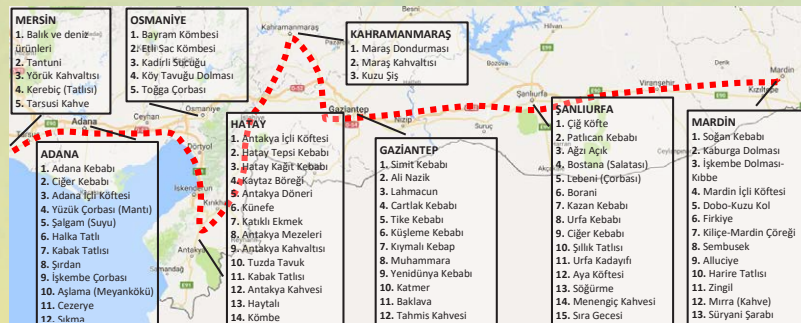 MERSİN
1. Balık ve deniz
ürünleri
2. Tantuni
3. Yörük Kahvaltısı
4. Kerebiç (Tatlısı)
5. Tarsusi Kahve
OSMANİYE
1. Bayram Kömbesi
2. Etli Sac Kömbesi
3. Kadirli Sucuğu
4. Köy Tavuğu Dolması
5. Toğga Çorbası
KAHRAMANMARAŞ
1. Maraş Dondurması
2. Maraş Kahvaltısı
3. Kuzu Şiş
ADANA
1. Adana Kebabı
2. Ciğer Kebabı
3. Adana İçli Köftesi
4. Yüzük Çorbası (Mantı)
5. Şalgam (Suyu)
6. Halka Tatlı
7. Kabak Tatlısı
8. Şırdan
9. İşkembe Çorbası
10. Aşlama (Meyankökü)
11. Cezerye
12. Sıkma
HATAY
1. Antakya İçli Köftesi
2. Hatay Tepsi Kebabı
3. Hatay Kağıt Kebabı
4. Kaytaz Böreği
5. Antakya Döneri
6. Künefe
7. Katıklı Ekmek
8. Antakya Mezeleri
9. Antakya Kahvaltısı
10. Tuzda Tavuk
11. Kabak Tatlısı
12. Antakya Kahvesi
13. Haytalı
14. Kömbe
GAZİANTEP
1. Simit Kebabı
2. Ali Nazik
3. Lahmacun
4. Cartlak Kebabı
5. Tike Kebabı
6. Küşleme Kebabı
7. Kıymalı Kebap
8. Muhammara
9. Yenidünya Kebabı
10. Katmer
11. Baklava
12. Tahmis Kahvesi
ŞANLIURFA
1. Çiğ Köfte
2. Patlıcan Kebabı
3. Ağzı Açık
4. Bostana (Salatası)
5. Lebeni (Çorbası)
6. Borani
7. Kazan Kebabı
8. Urfa Kebabı
9. Ciğer Kebabı
10. Şıllık Tatlısı
11. Urfa Kadayıfı
12. Aya Köftesi
13. Söğürme
14. Menengiç Kahvesi
15. Sıra Gecesi
MARDİN
1. Soğan Kebabı
2. Kaburga Dolması
3. İşkembe Dolması-
Kıbbe
4. Mardin İçli Köftesi
5. Dobo-Kuzu Kol
6. Firkiye
7. Kiliçe-Mardin Çöreği
8. Sembusek
9. Alluciye
10. Harire Tatlısı
11. Zingil
12. Mırra (Kahve)
13. Süryani Şarabı
Kahramanmaraş
Besni
Bozova
Hilvan
Viranşehir
Mardin
Kızıltepe
Şanlıurfa
Suruç
Nizip
Gaziantep
Osmaniye
Ceyhan
Adana
Dörtyol
İskenderun
Antakya
Samandağ